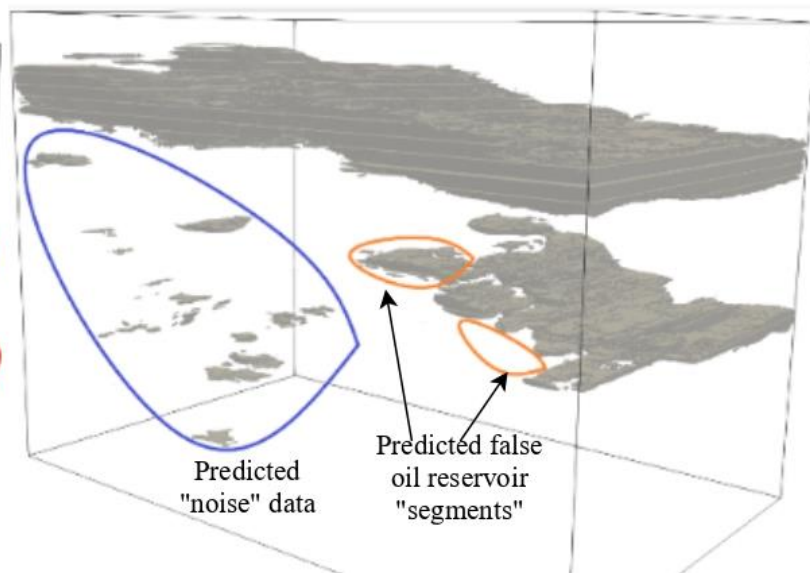 Predicted
"noise" data
Predicted false
oil reservoir
"segments"